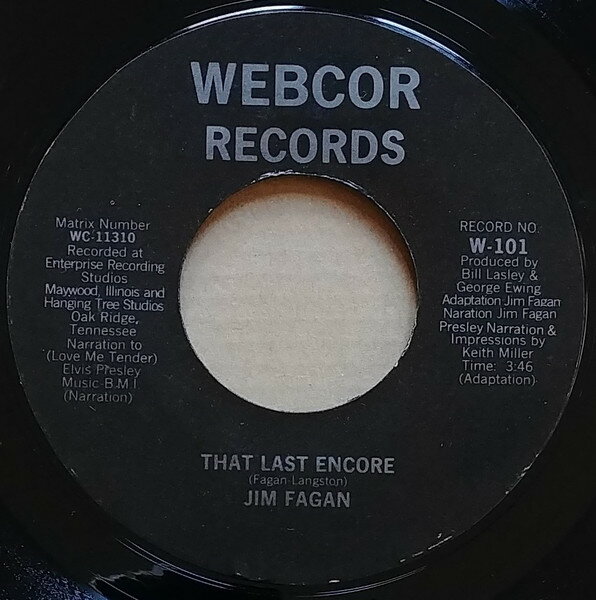 WEBCOR
RECORDS
Matrix Number
WC-11310
Recorded at
Enterprise Recording
Studios
Maywood, Illinois and
Hanging Tree Studios
Oak Ridge,
Tennessee
Narration to
(Love Me Tender)
Elvis Presley
Music-B.M.I
(Narration)
RECORD NO.
W-101
Produced by
Bill Lasley &
George Ewing
Adaptation Jim Fagan
Naration Jim Fagan
Presley Narration &
Impressions by
Keith Miller
Time: 3:46
(Adaptation)
THAT LAST ENCORE
(Fagan-Langston)
JIM FAGAN